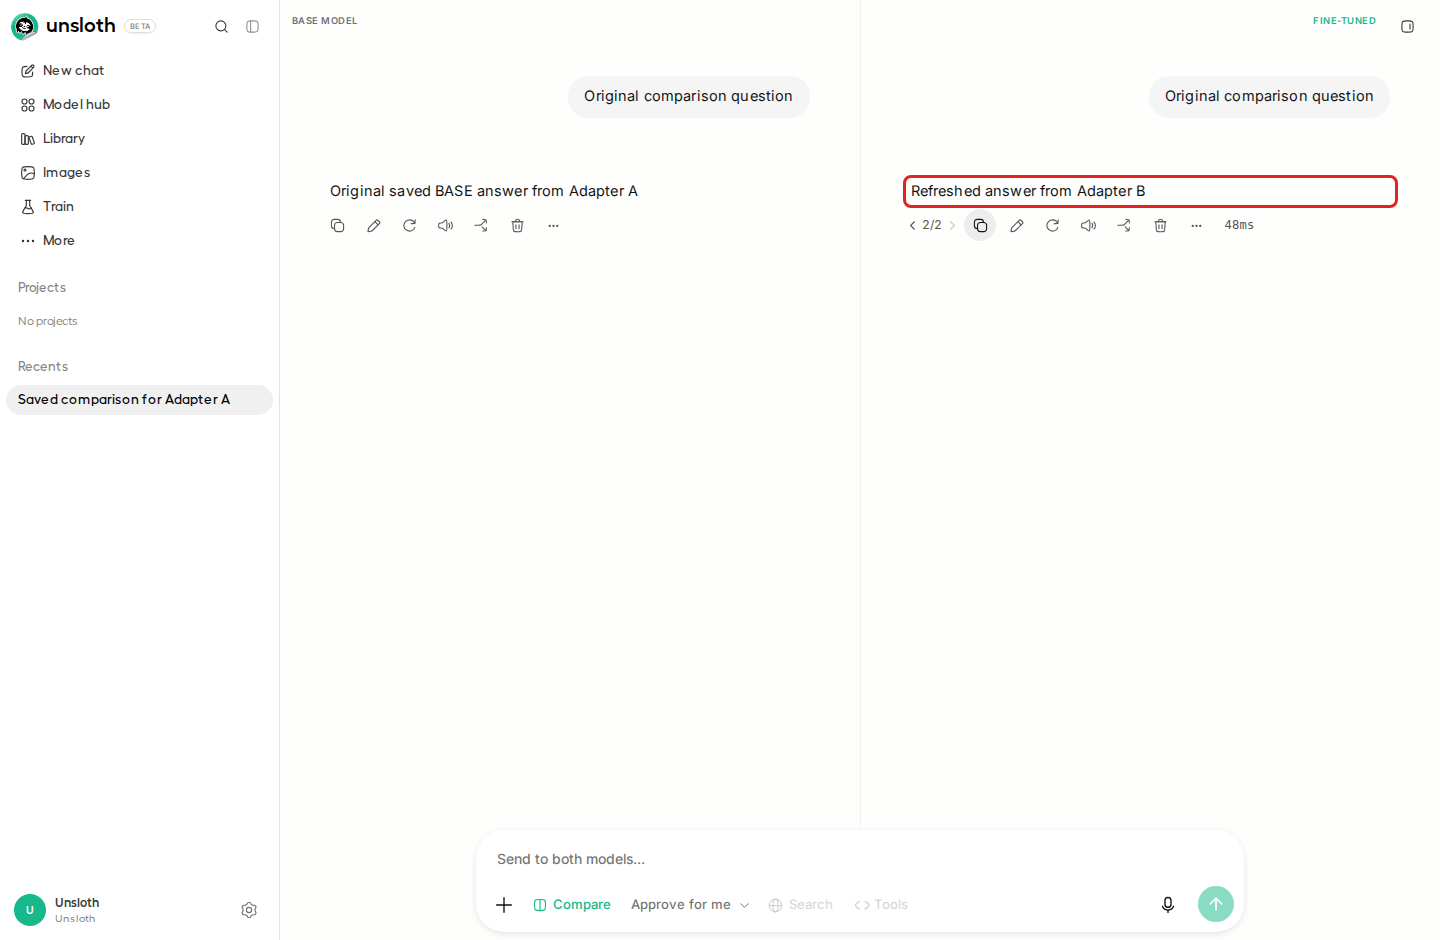 unsloth BETA
New chat
Model hub
Library
Images
Train
More
Projects
No projects
Recents
Saved comparison for Adapter A
U
Unsloth
Unsloth
BASE MODEL
Original comparison question
Original saved BASE answer from Adapter A
FINE-TUNED
Original comparison question
Refreshed answer from Adapter B
2/2
48ms
Send to both models...
Compare
Approve for me
Search
Tools